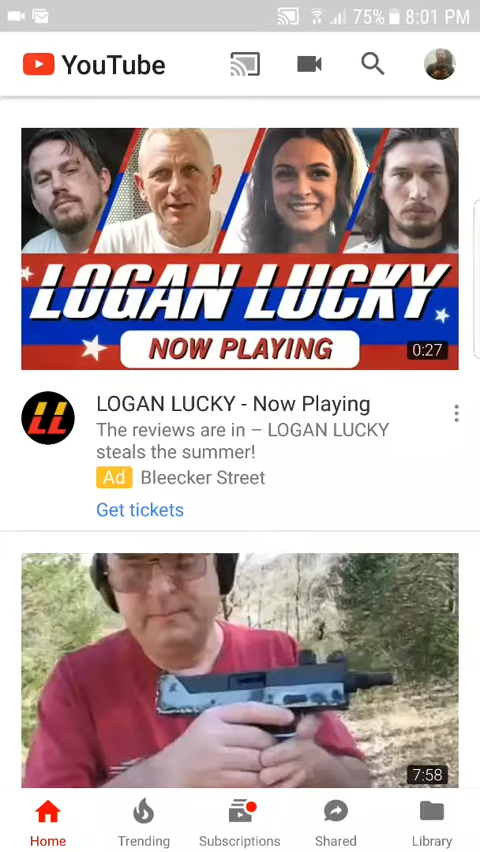 75% 8:01 PM
YouTube
LOGAN LUCKY
NOW PLAYING
0:27
LL
LOGAN LUCKY - Now Playing
The reviews are in – LOGAN LUCKY
steals the summer!
Ad Bleecker Street
Get tickets
7:58
Home Trending Subscriptions Shared Library